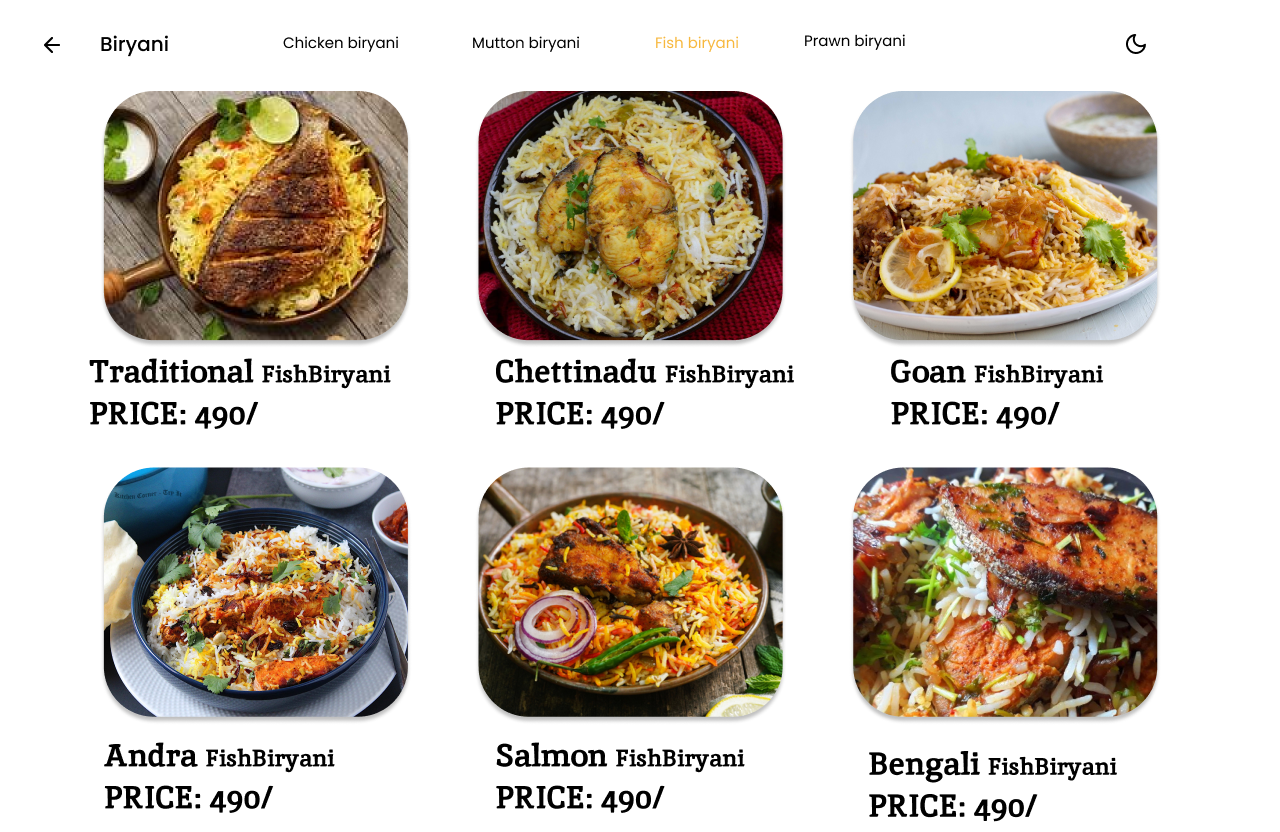 Biryani Chicken biryani Mutton biryani Fish biryani Prawn biryani
Traditional FishBiryani
PRICE: 490/
Chettinadu FishBiryani
PRICE: 490/
Goan FishBiryani
PRICE: 490/
Andra FishBiryani
PRICE: 490/
Salmon FishBiryani
PRICE: 490/
Bengali FishBiryani
PRICE: 490/